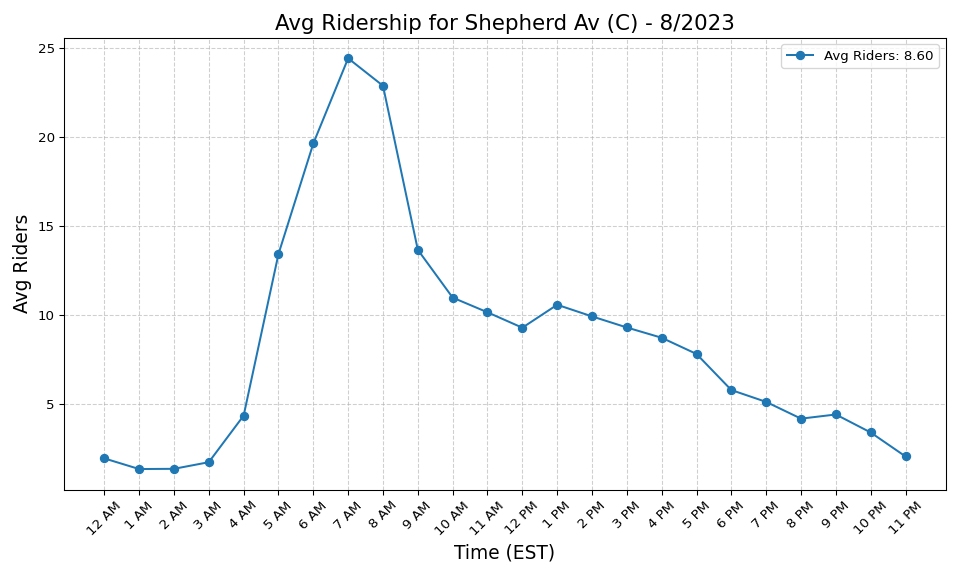 Avg Ridership for Shepherd Av (C) - 8/2023
Avg Riders: 8.60
Avg Riders
25
20
15
10
5
12 AM
1 AM
2 AM
3 AM
4 AM
5 AM
6 AM
7 AM
8 AM
9 AM
10 AM
11 AM
12 PM
1 PM
2 PM
3 PM
4 PM
5 PM
6 PM
7 PM
8 PM
9 PM
10 PM
11 PM
Time (EST)